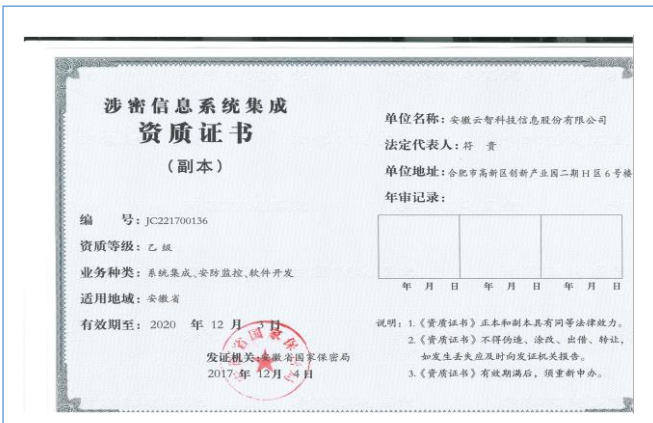 涉密信息系统集成
资质证书
（副本）
编　号：JC221700136
资质等级：乙级
业务种类：系统集成、安防监控、软件开发
适用地域：安徽省
有效期至：2020 年 12 月 3 日
发证机关：安徽省国家保密局
2017 年 12 月 4 日
单位名称：安徽云智科技信息股份有限公司
法定代表人：符 贵
单位地址：合肥市高新区创新产业园二期H区6号楼
年审记录：
年 月 日 年 月 日 年 月 日
说明：1.《资质证书》正本和副本具有同等法律效力。
2.《资质证书》不得伪造、涂改、出借、转让，
如发生丢失应及时向发证机关报告。
3.《资质证书》有效期满后，须重新申办。